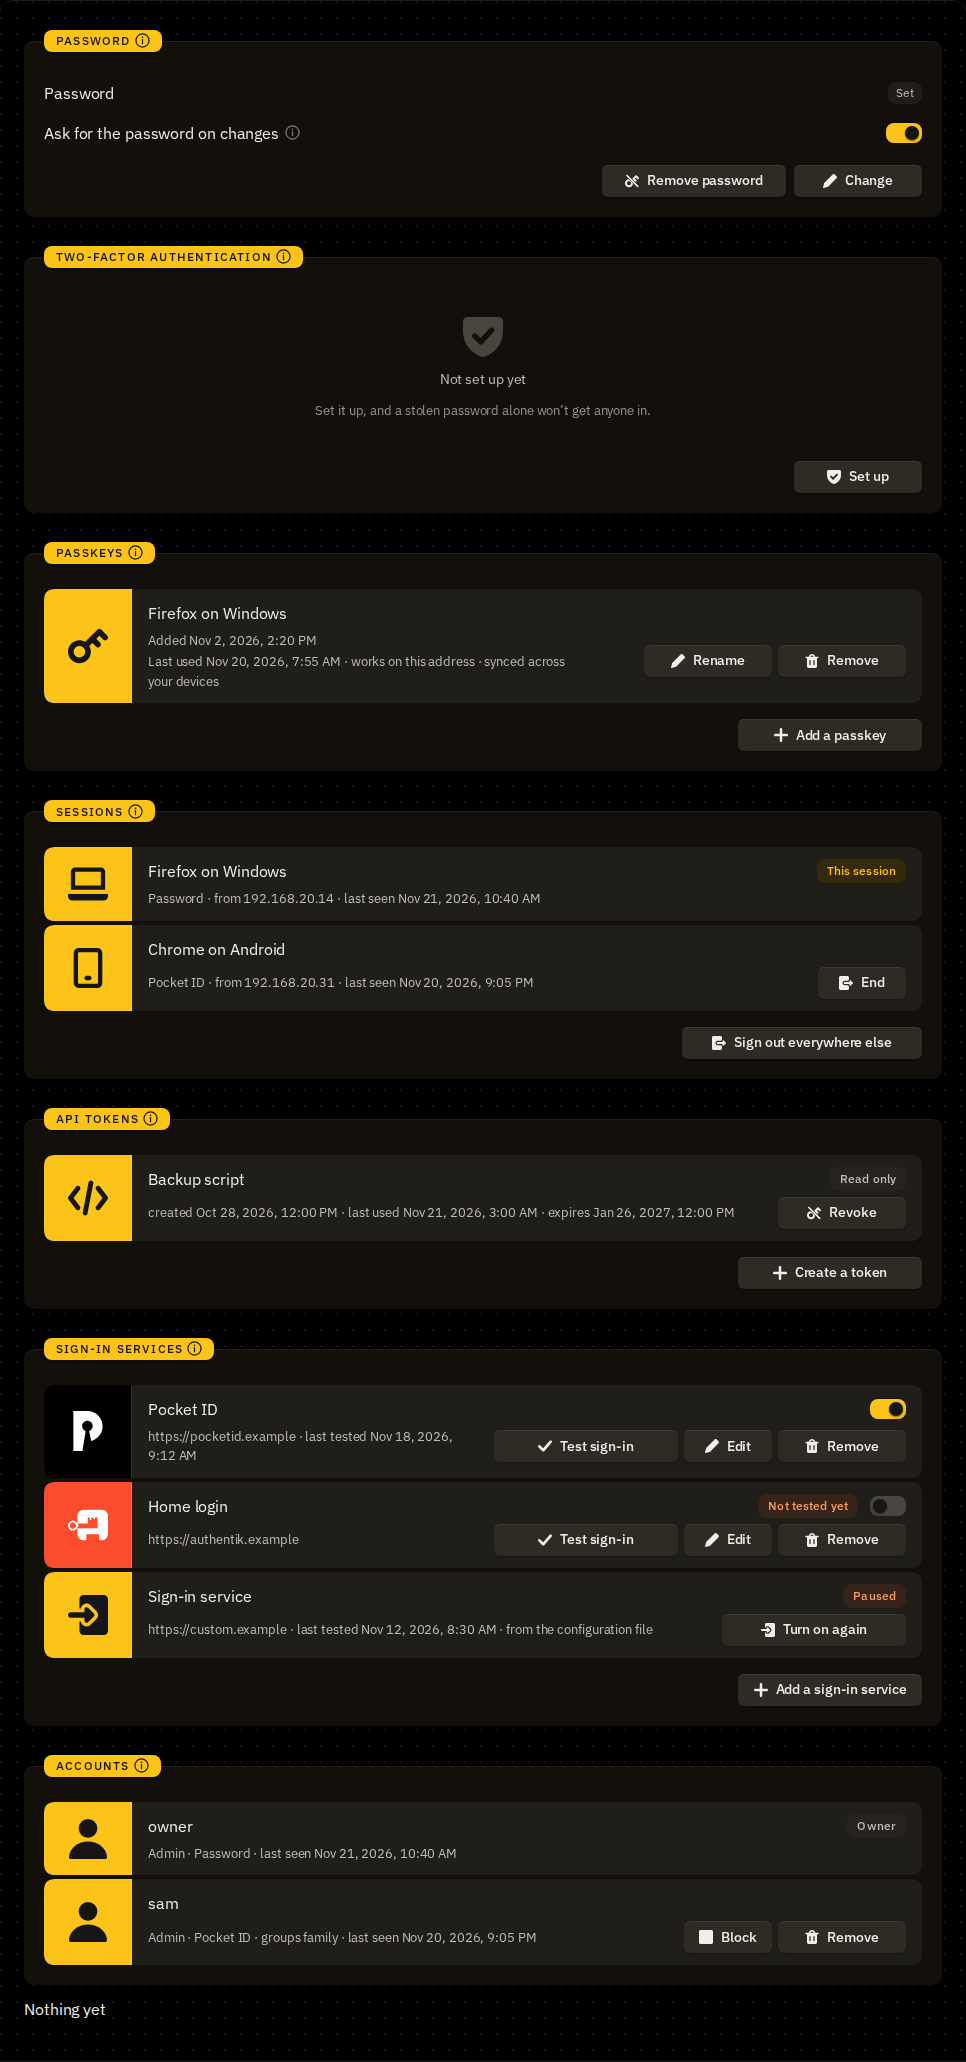 PASSWORD
Password
Set
Ask for the password on changes
Remove password
Change
TWO-FACTOR AUTHENTICATION
Not set up yet
Set it up, and a stolen password alone won't get anyone in.
Set up
PASSKEYS
Firefox on Windows
Added Nov 2, 2026, 2:20 PM
Last used Nov 20, 2026, 7:55 AM · works on this address · synced across
your devices
Rename
Remove
Add a passkey
SESSIONS
Firefox on Windows
This session
Password · from 192.168.20.14 · last seen Nov 21, 2026, 10:40 AM
Chrome on Android
Pocket ID · from 192.168.20.31 · last seen Nov 20, 2026, 9:05 PM
End
Sign out everywhere else
API TOKENS
Backup script
Read only
created Oct 28, 2026, 12:00 PM · last used Nov 21, 2026, 3:00 AM · expires Jan 26, 2027, 12:00 PM
Revoke
Create a token
SIGN-IN SERVICES
Pocket ID
https://pocketid.example · last tested Nov 18, 2026,
9:12 AM
Test sign-in
Edit
Remove
Home login
Not tested yet
https://authentik.example
Test sign-in
Edit
Remove
Sign-in service
Paused
https://custom.example · last tested Nov 12, 2026, 8:30 AM · from the configuration file
Turn on again
Add a sign-in service
ACCOUNTS
owner
Owner
Admin · Password · last seen Nov 21, 2026, 10:40 AM
sam
Admin · Pocket ID · groups family · last seen Nov 20, 2026, 9:05 PM
Block
Remove
Nothing yet